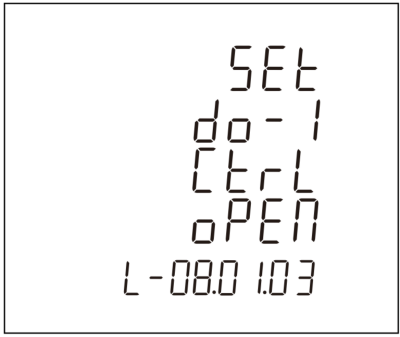 SEt
do-1
CtrL
oPEN
L-08.01.03